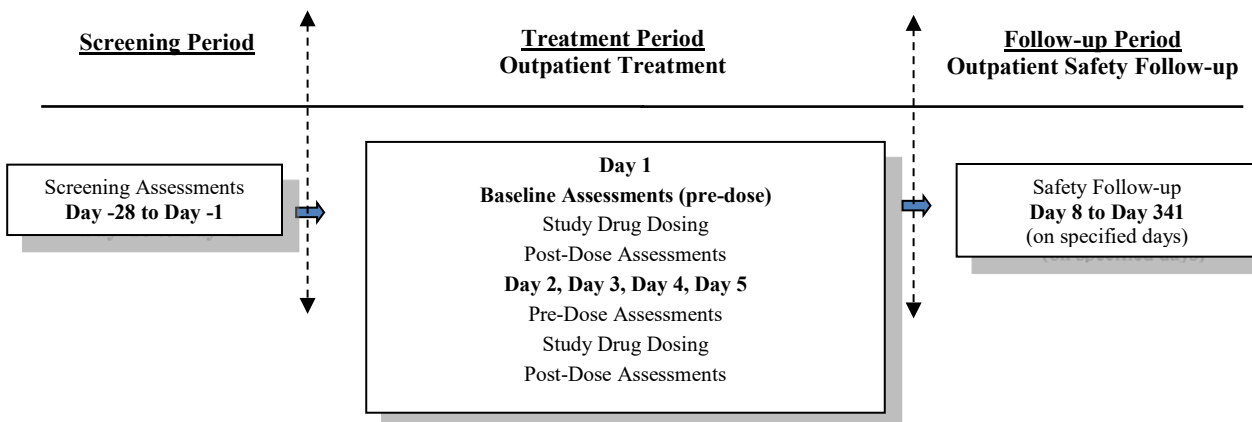 Screening Period
Treatment Period
Outpatient Treatment
Follow-up Period
Outpatient Safety Follow-up
Screening Assessments
Day -28 to Day -1
Day 1
Baseline Assessments (pre-dose)
Study Drug Dosing
Post-Dose Assessments
Day 2, Day 3, Day 4, Day 5
Pre-Dose Assessments
Study Drug Dosing
Post-Dose Assessments
Safety Follow-up
Day 8 to Day 341
(on specified days)